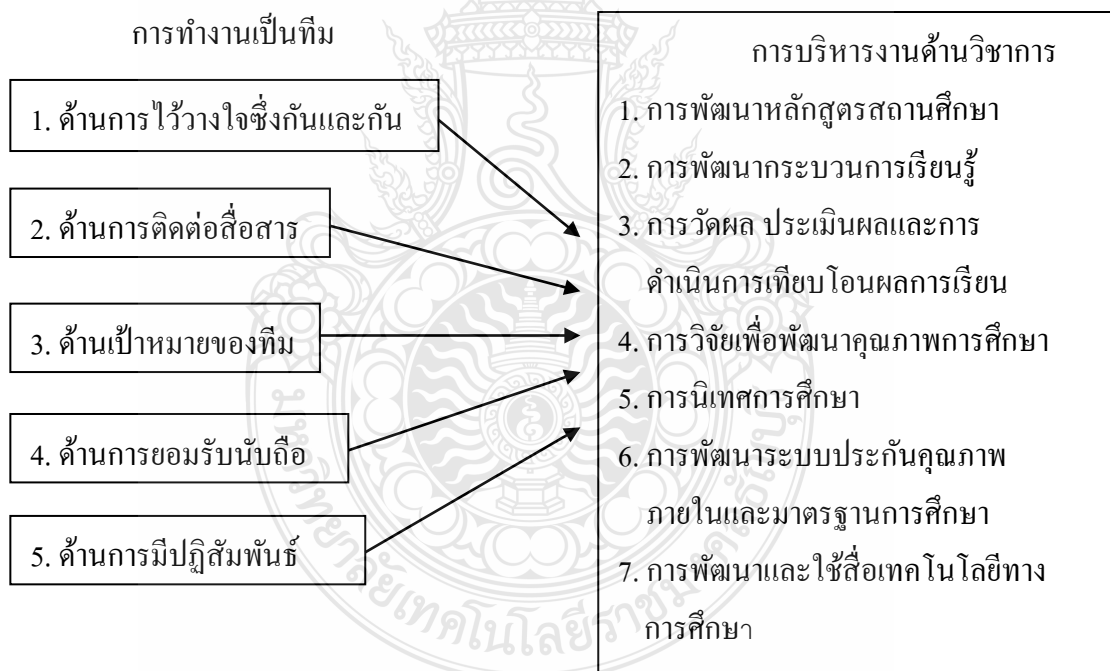 การทำงานเป็นทีม
1. ด้านการไว้วางใจซึ่งกันและกัน
2. ด้านการติดต่อสื่อสาร
3. ด้านเป้าหมายของทีม
4. ด้านการยอมรับนับถือ
5. ด้านการมีปฏิสัมพันธ์
การบริหารงานด้านวิชาการ
1. การพัฒนาหลักสูตรสถานศึกษา
2. การพัฒนากระบวนการเรียนรู้
3. การวัดผล ประเมินผลและการ
ดำเนินการเทียบโอนผลการเรียน
4. การวิจัยเพื่อพัฒนาคุณภาพการศึกษา
5. การนิเทศการศึกษา
6. การพัฒนาระบบประกันคุณภาพ
ภายในและมาตรฐานการศึกษา
7. การพัฒนาและใช้สื่อเทคโนโลยีทาง
การศึกษา